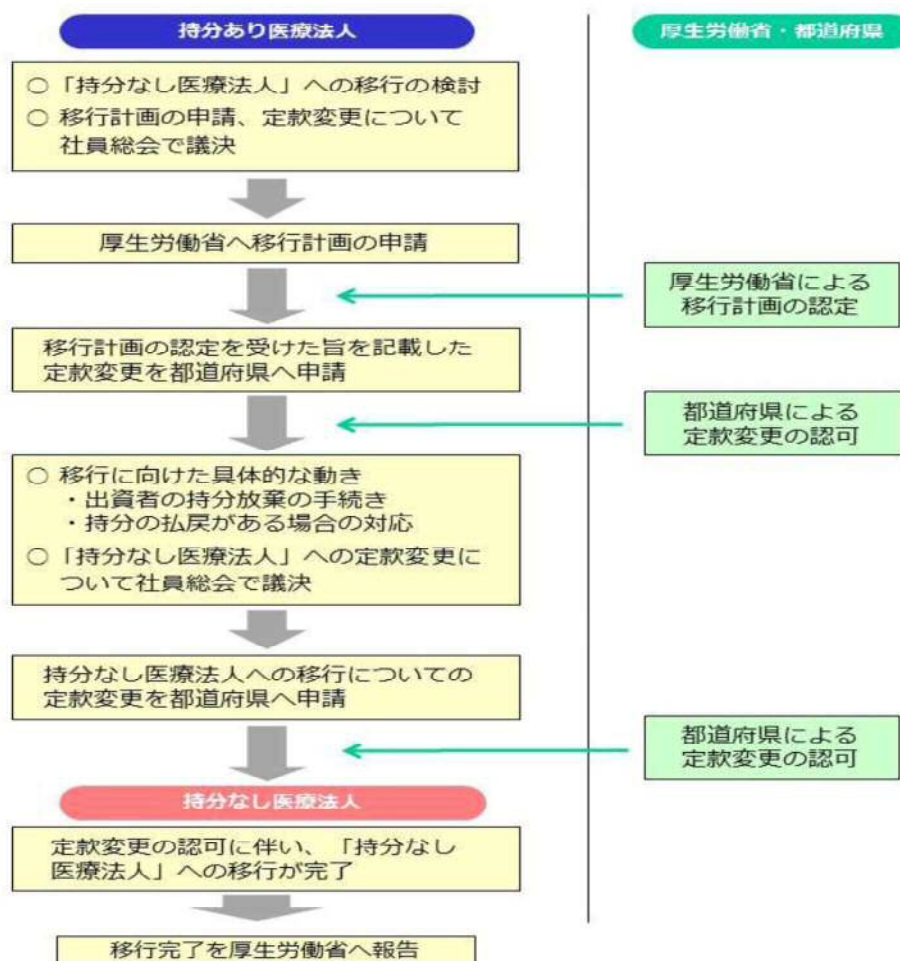 持分あり医療法人
厚生労働省・都道府県
○ 「持分なし医療法人」への移行の検討
○ 移行計画の申請、定款変更について
社員総会で議決
厚生労働省へ移行計画の申請
厚生労働省による
移行計画の認定
移行計画の認定を受けた旨を記載した
定款変更を都道府県へ申請
都道府県による
定款変更の認可
○ 移行に向けた具体的な動き
・出資者の持分放棄の手続き
・持分の払戻がある場合の対応
○ 「持分なし医療法人」への定款変更に
ついて社員総会で議決
持分なし医療法人への移行についての
定款変更を都道府県へ申請
都道府県による
定款変更の認可
持分なし医療法人
定款変更の認可に伴い、「持分なし
医療法人」への移行が完了
移行完了を厚生労働省へ報告